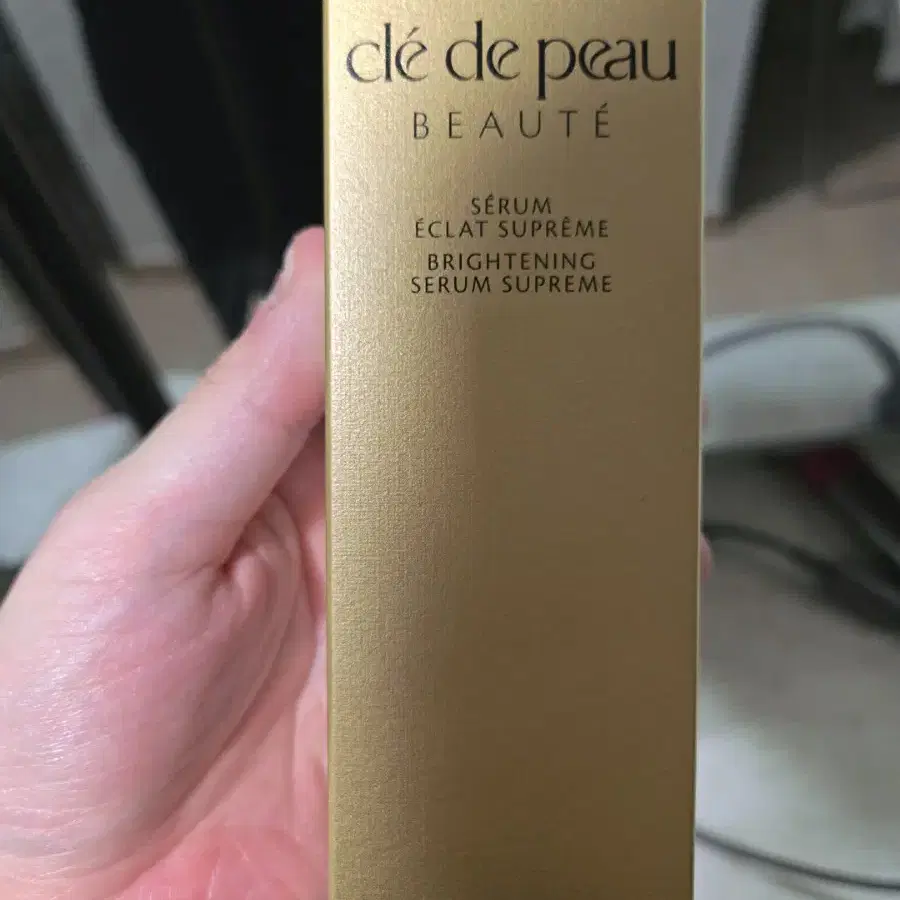 clé de peau
BEAUTÉ
SÉRUM
ÉCLAT SUPRÊME
BRIGHTENING
SERUM SUPREME